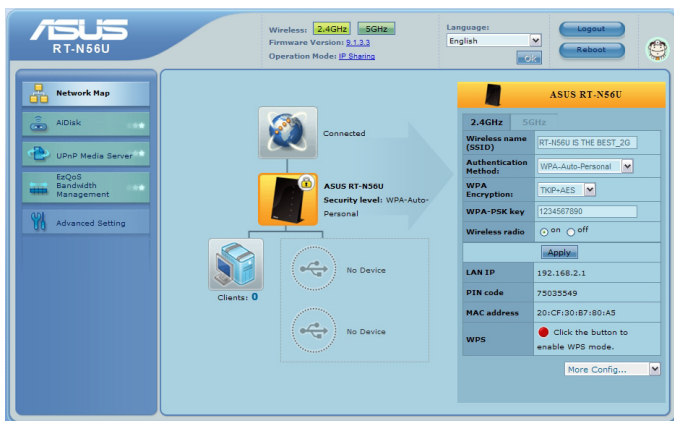 ASUS
RT-N56U
Wireless: 2.4GHz 5GHz
Firmware Version: 9.1.3.3
Operation Mode: IP Sharing
Language:
English
OK
Logout
Reboot
Network Map
AiDisk
UPnP Media Server
EzQoS
Bandwidth
Management
Advanced Setting
Connected
ASUS RT-N56U
Security level: WPA-Auto-
Personal
Clients: 0
No Device
No Device
ASUS RT-N56U
2.4GHz 5GHz
Wireless name
(SSID)
RT-N56U IS THE BEST_2G
Authentication
Method:
WPA-Auto-Personal
WPA
Encryption:
TKIP+AES
WPA-PSK key
1234567890
Wireless radio
on off
Apply
LAN IP
192.168.2.1
PIN code
75035549
MAC address
20:CF:30:B7:80:A5
WPS
Click the button to
enable WPS mode.
More Config...